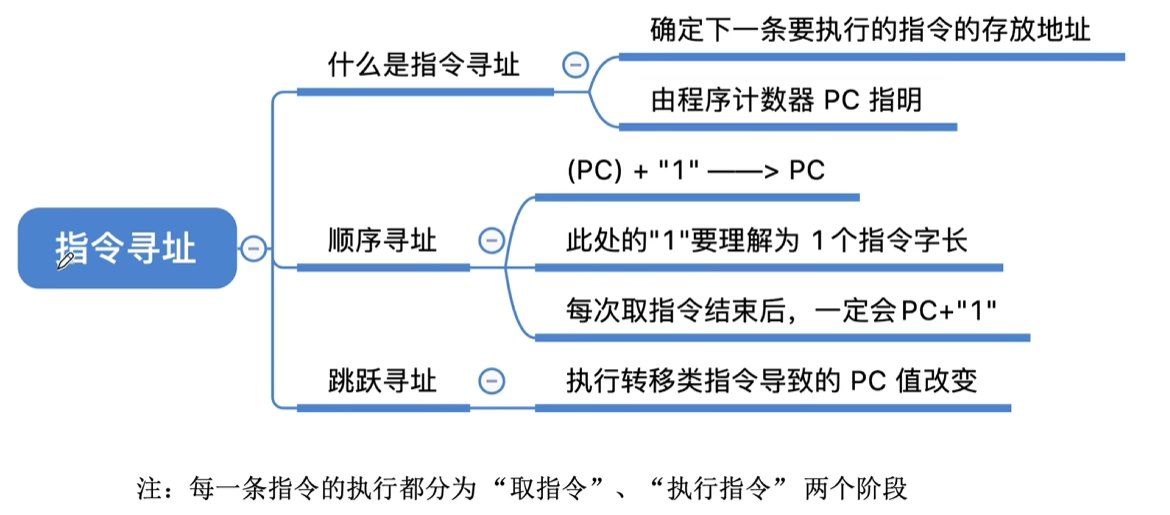 确定下一条要执行的指令的存放地址
什么是指令寻址
由程序计数器 PC 指明
(PC) + "1" ——> PC
指令寻址
顺序寻址
此处的"1"要理解为 1个指令字长
每次取指令结束后，一定会PC+"1"
跳跃寻址
执行转移类指令导致的 PC 值改变
注：每一条指令的执行都分为 “取指令”、“执行指令” 两个阶段